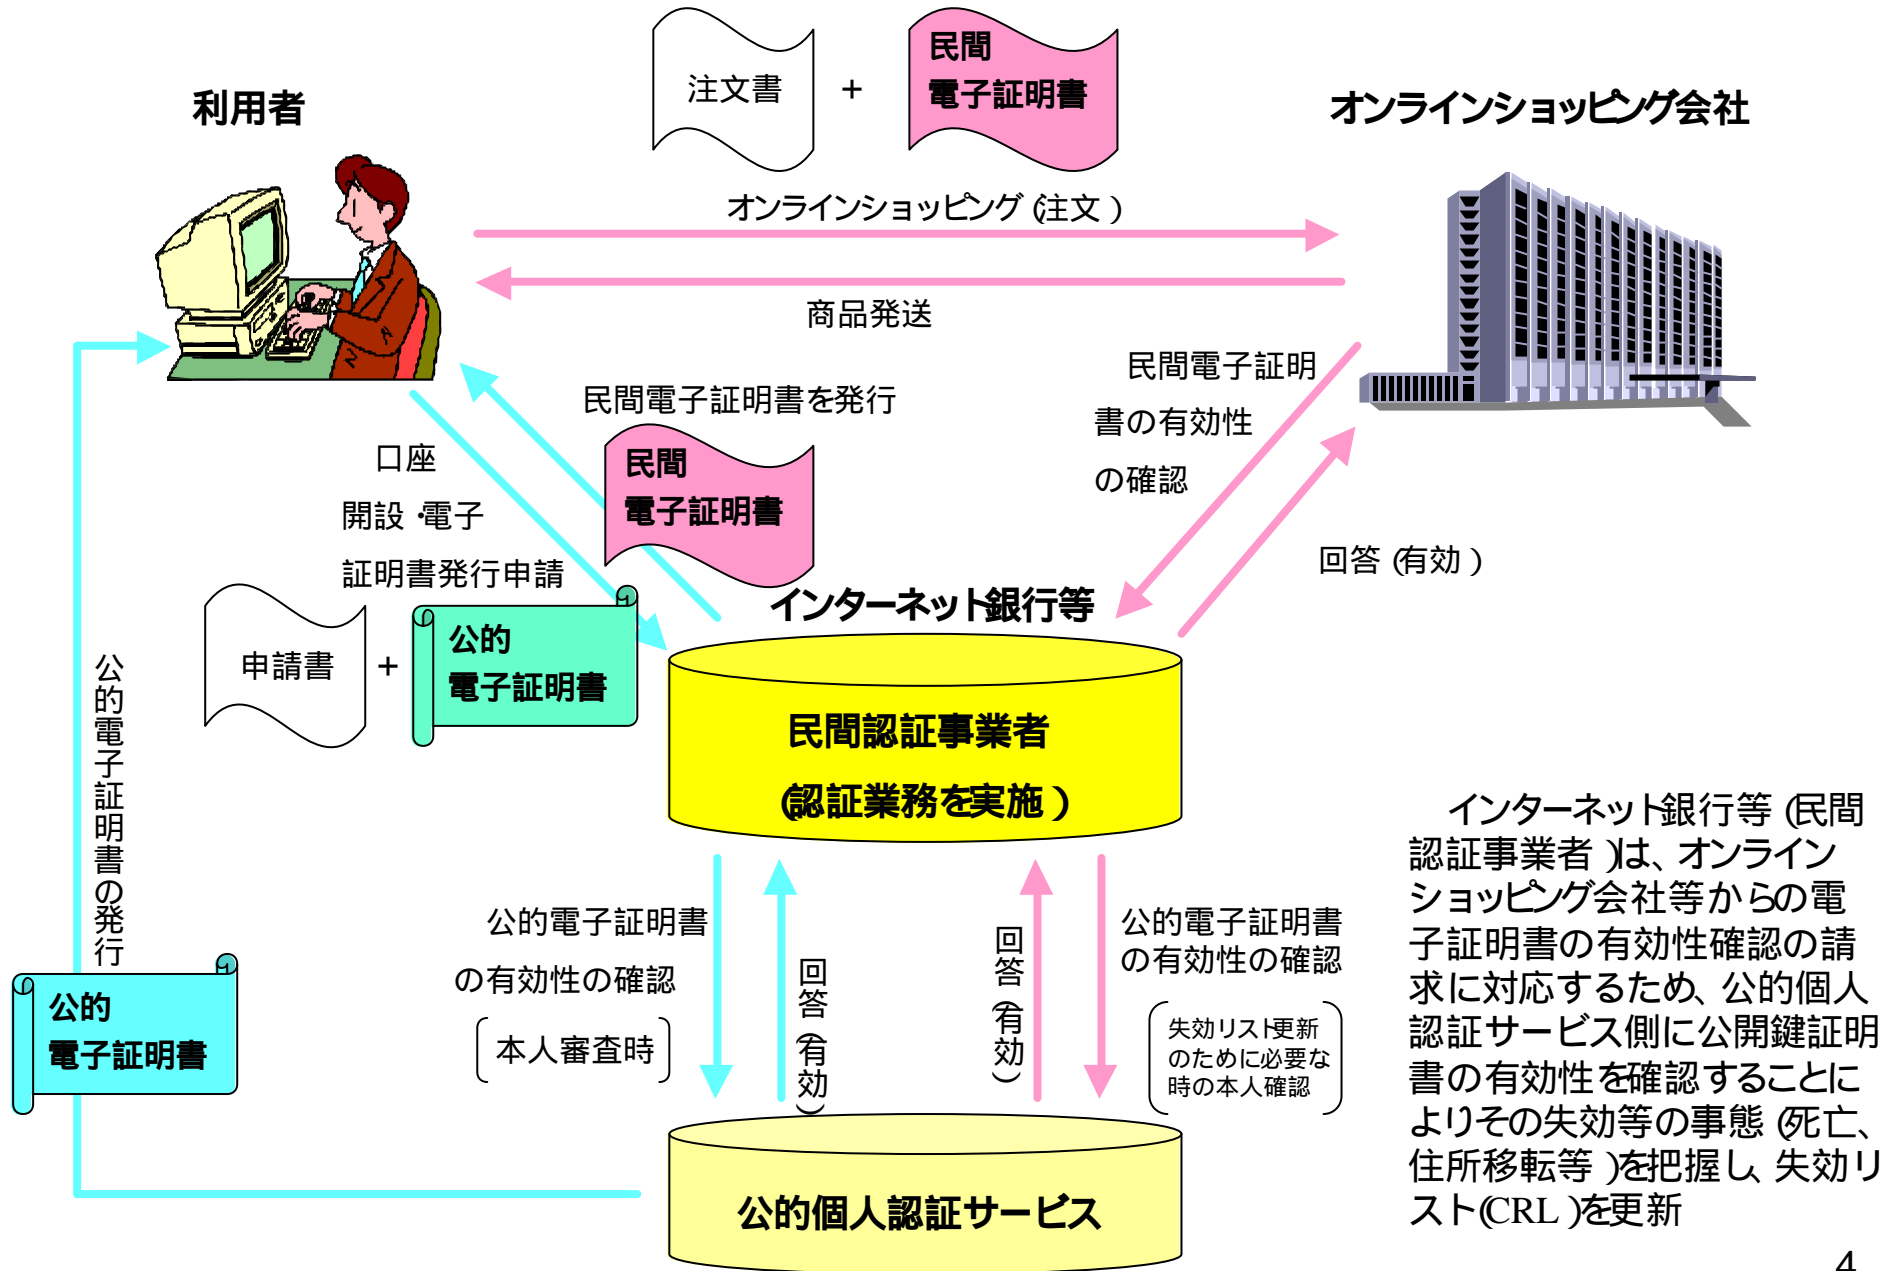 注文書
+
民間
電子証明書
利用者
オンラインショッピング会社
オンラインショッピング(注文)
商品発送
民間電子証明
書の有効性
の確認
民間電子証明書を発行
民間
電子証明書
口座
開設・電子
証明書発行申請
回答(有効)
申請書
+
公的
電子証明書
インターネット銀行等
民間認証事業者
(認証業務を実施)
公的電子証明書の発行
公的
電子証明書
公的電子証明書
の有効性の確認
本人審査時
回答(有効)
回答(有効)
公的電子証明書
の有効性の確認
失効リスト更新
のために必要な
時の本人確認
公的個人認証サービス
インターネット銀行等(民間
認証事業者)は、オンライン
ショッピング会社等からの電
子証明書の有効性確認の請
求に対応するため、公的個人
認証サービス側に公開鍵証明
書の有効性を確認することに
よりその失効等の事態(死亡、
住所移転等)を把握し、失効リ
スト(CRL)を更新
4